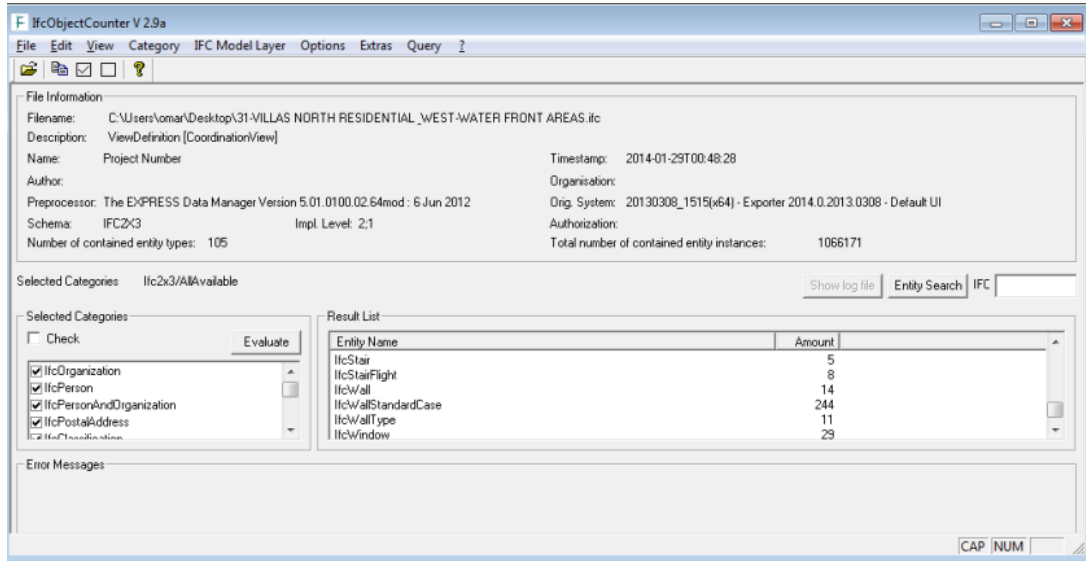 IfcObjectCounter V 2.9a
File Edit View Category IFC Model Layer Options Extras Query ?
File Information
Filename: C:\Users\omar\Desktop\31-VILLAS NORTH RESIDENTIAL _WEST-WATER FRONT AREAS.ifc
Description: ViewDefinition [CoordinationView]
Name: Project Number Timestamp: 2014-01-29T00:48:28
Author: Organisation:
Preprocessor: The EXPRESS Data Manager Version 5.01.0100.02.64mod : 6 Jun 2012 Orig. System: 20130308_1515(x64) - Exporter 2014.0.2013.0308 - Default UI
Schema: IFC2X3 Impl. Level: 2;1 Authorization:
Number of contained entity types: 105 Total number of contained entity instances: 1066171
Selected Categories Ifc2x3/AllAvailable Show log file Entity Search IFC
Selected Categories Result List
Check Evaluate Entity Name Amount
IfcOrganization
IfcPerson
IfcPersonAndOrganization
IfcPostalAddress
IfcClassification
IfcStair 5
IfcStairFlight 8
IfcWall 14
IfcWallStandardCase 244
IfcWallType 11
IfcWindow 29
Error Messages
CAP NUM